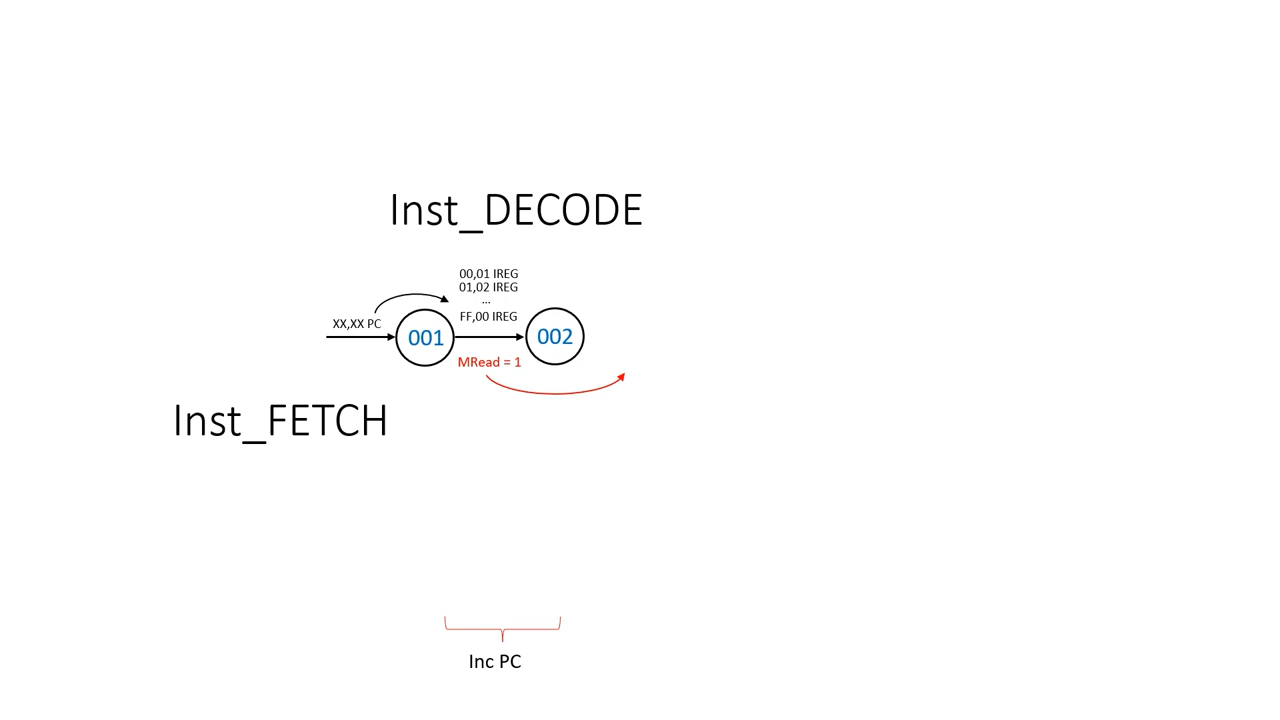 Inst_DECODE
00,01 IREG
01,02 IREG
...
FF,00 IREG
XX,XX PC
001
002
MRead = 1
Inst_FETCH
Inc PC